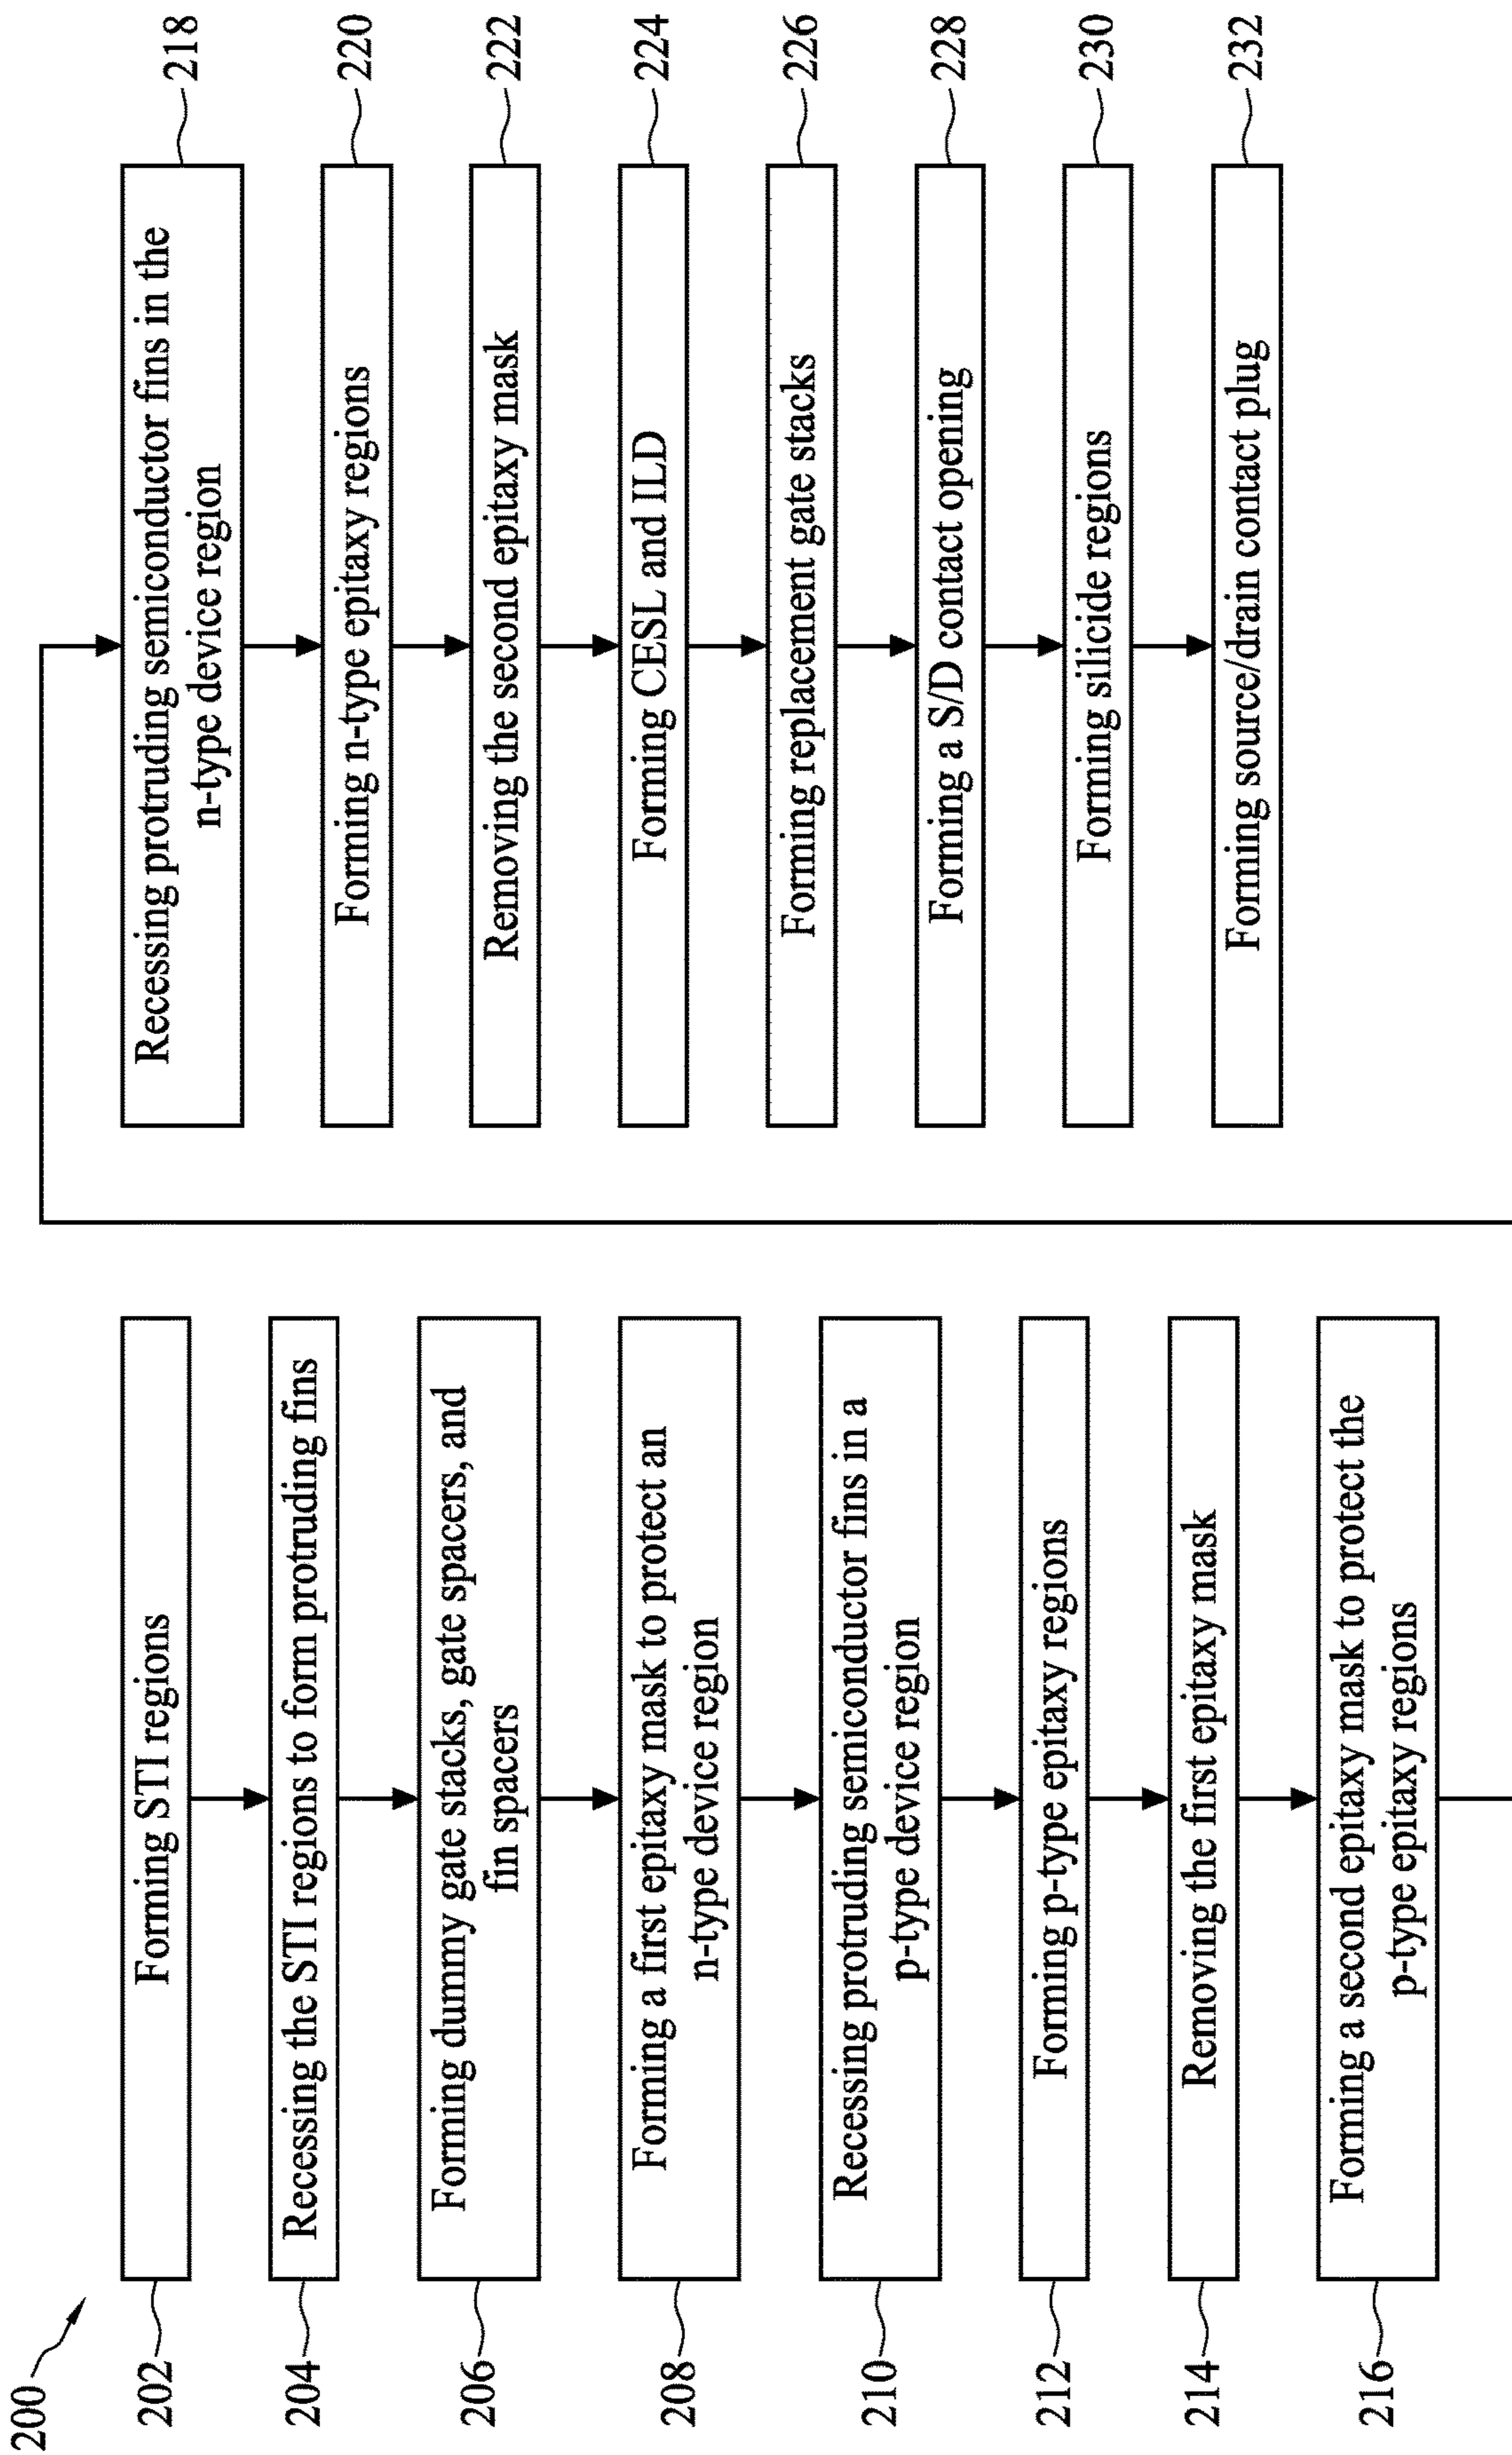 200
202
Forming STI regions
204
Recessing the STI regions to form protruding fins
206
Forming dummy gate stacks, gate spacers, and
fin spacers
208
Forming a first epitaxy mask to protect an
n-type device region
210
Recessing protruding semiconductor fins in a
p-type device region
212
Forming p-type epitaxy regions
214
Removing the first epitaxy mask
216
Forming a second epitaxy mask to protect the
p-type epitaxy regions
Recessing protruding semiconductor fins in the
n-type device region
218
Forming n-type epitaxy regions
220
Removing the second epitaxy mask
222
Forming CESL and ILD
224
Forming replacement gate stacks
226
Forming a S/D contact opening
228
Forming silicide regions
230
Forming source/drain contact plug
232